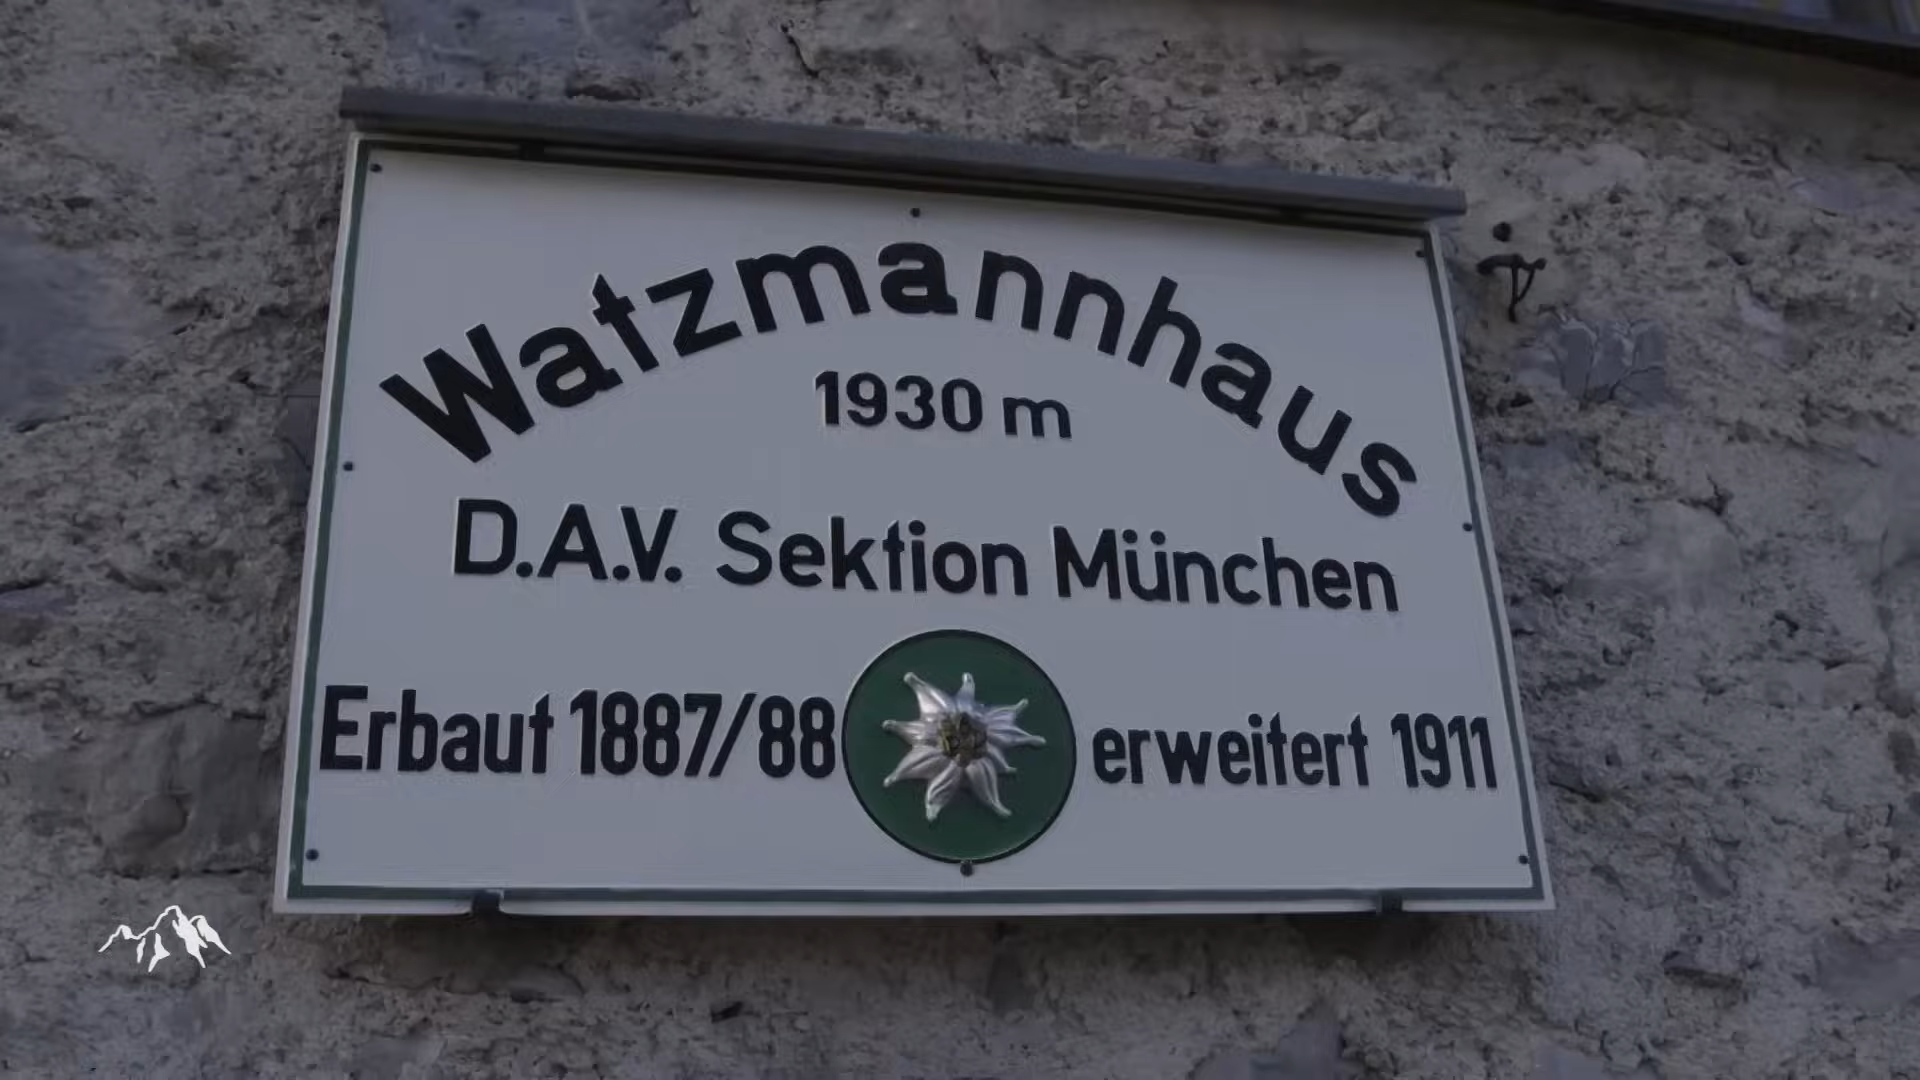 Watzmannhaus
1930 m
D.A.V. Sektion München
Erbaut 1887/88 erweitert 1911